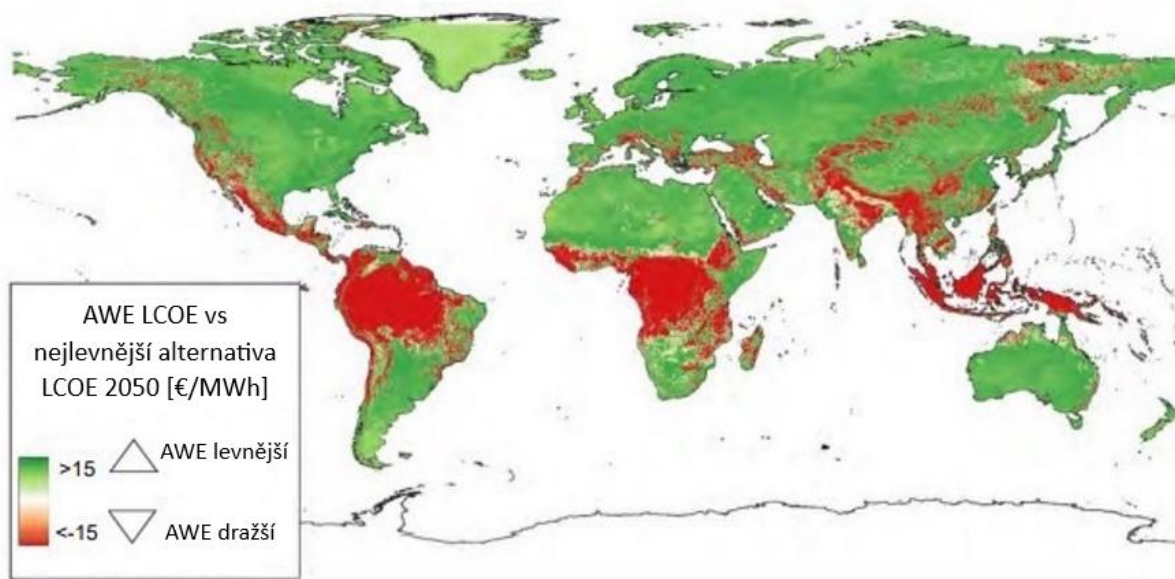 AWE LCOE vs
nejlevnější alternativa
LCOE 2050 [€/MWh]
>15 AWE levnější
<-15 AWE dražší